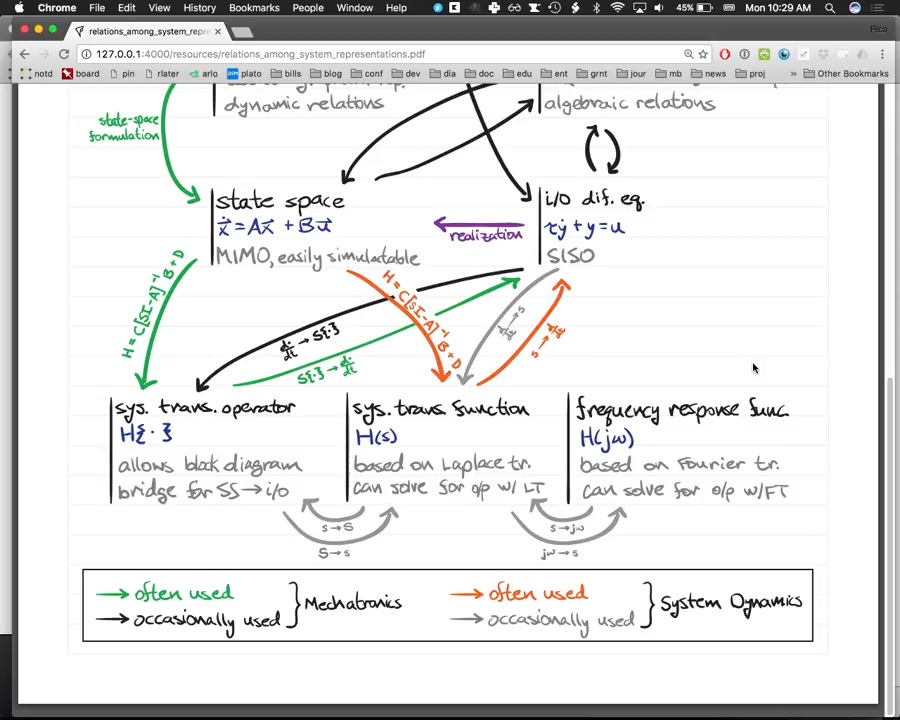 Chrome File Edit View History Bookmarks People Window Help 45% Mon 10:29 AM
relations_among_system_repre
Rico
127.0.0.1:4000/resources/relations_among_system_representations.pdf
notd board pin rlater arlo plato bills blog conf dev dia doc edu ent grnt jour mb news proj » Other Bookmarks
dynamic relations
algebraic relations
state-space
formulation
state space
ẋ = Ax + Bu
MIMO, easily simulatable
realization
i/o dif. eq.
τẏ + y = u
SISO
H = C[SI-A]⁻¹B + D
H = C[sI-A]⁻¹B + D
d·/dt → S{·}
S{·} → d·/dt
d/dt → s
s → d/dt
sys. trans. operator
H{·}
allows block diagram
bridge for SS → i/o
sys. trans. function
H(s)
based on Laplace tr.
can solve for o/p w/ LT
frequency response func.
H(jω)
based on Fourier tr.
can solve for o/p w/FT
s → S
S → s
s → jω
jω → s
often used
occasionally used
Mechatronics
often used
occasionally used
System Dynamics